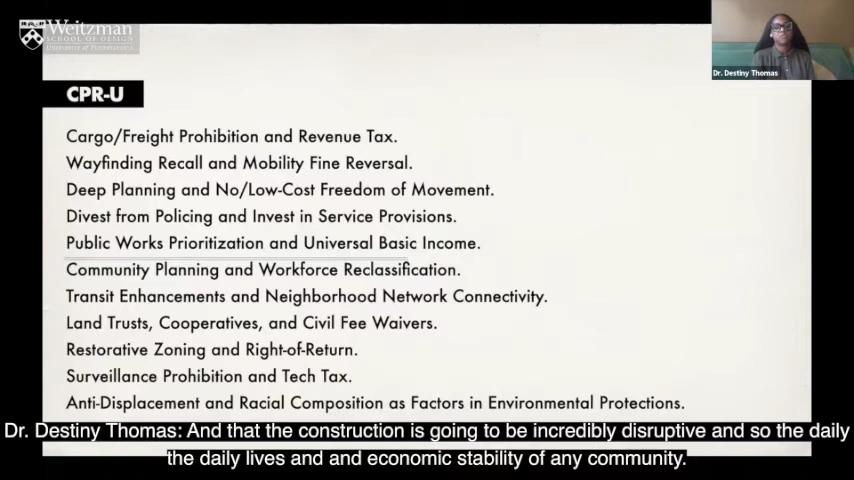 Weitzman
SCHOOL OF DESIGN
UNIVERSITY OF PENNSYLVANIA
Dr. Destiny Thomas
CPR-U
Cargo/Freight Prohibition and Revenue Tax.
Wayfinding Recall and Mobility Fine Reversal.
Deep Planning and No/Low-Cost Freedom of Movement.
Divest from Policing and Invest in Service Provisions.
Public Works Prioritization and Universal Basic Income.
Community Planning and Workforce Reclassification.
Transit Enhancements and Neighborhood Network Connectivity.
Land Trusts, Cooperatives, and Civil Fee Waivers.
Restorative Zoning and Right-of-Return.
Surveillance Prohibition and Tech Tax.
Anti-Displacement and Racial Composition as Factors in Environmental Protections.
Dr. Destiny Thomas: And that the construction is going to be incredibly disruptive and so the daily
the daily lives and and economic stability of any community.